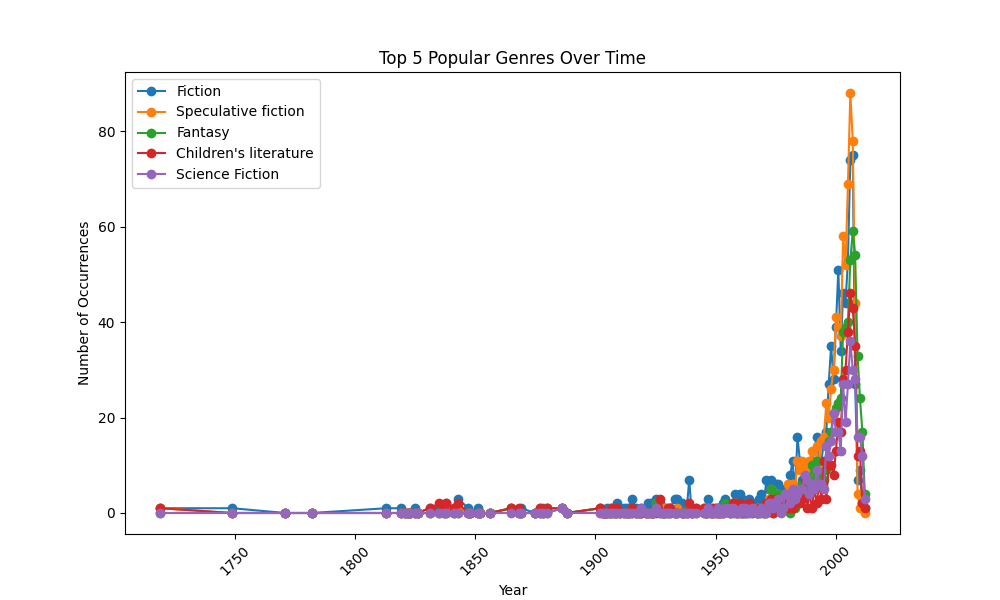 Top 5 Popular Genres Over Time
Fiction
Speculative fiction
Fantasy
Children's literature
Science Fiction
Number of Occurrences
80
60
40
20
0
1750
1800
1850
1900
1950
2000
Year